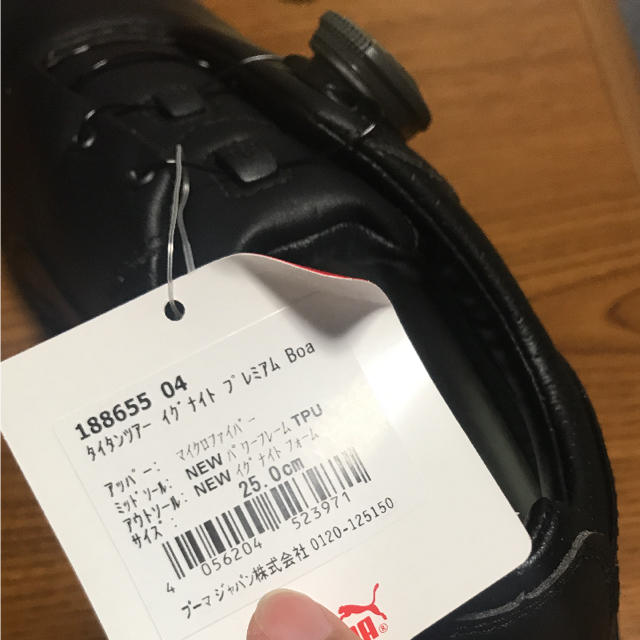 188655 04
タイタンツアー イグナイト プレミアム Boa
アッパー: マイクロファイバー
ミッドソール: NEW パワーフレームTPU
アウトソール: NEW イグナイト フォーム
サイズ: 25.0cm
4 056204 523971
プーマ ジャパン株式会社 0120-125150